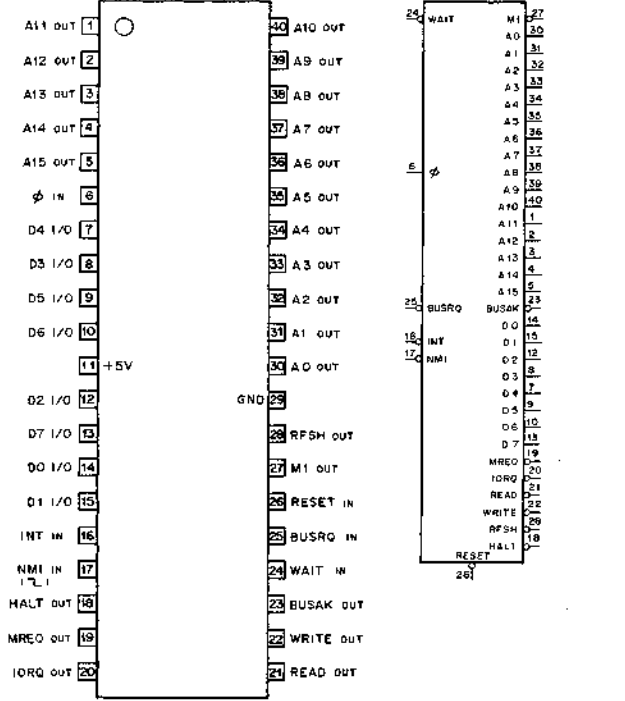 A11 OUT 1
40 A10 OUT
A12 OUT 2
39 A9 OUT
A13 OUT 3
38 A8 OUT
A14 OUT 4
37 A7 OUT
A15 OUT 5
36 A6 OUT
φ IN 6
35 A5 OUT
D4 I/O 7
34 A4 OUT
D3 I/O 8
33 A3 OUT
D5 I/O 9
32 A2 OUT
D6 I/O 10
31 A1 OUT
11 +5V
30 A0 OUT
D2 I/O 12
GND 29
D7 I/O 13
28 RFSH OUT
D0 I/O 14
27 M1 OUT
D1 I/O 15
26 RESET IN
INT IN 16
25 BUSRQ IN
NMI IN 17
24 WAIT IN
HALT OUT 18
23 BUSAK OUT
MREQ OUT 19
22 WRITE OUT
IORQ OUT 20
21 READ OUT
24 WAIT
6 φ
25 BUSRQ
16 INT
17 NMI
M1 27
A0 30
A1 31
A2 32
A3 33
A4 34
A5 35
A6 36
A7 37
A8 38
A9 39
A10 40
A11 1
A12 2
A13 3
A14 4
A15 5
BUSAK 23
D0 14
D1 15
D2 12
D3 8
D4 7
D5 9
D6 10
D7 13
MREQ 19
IORQ 20
READ 21
WRITE 22
RFSH 28
HALT 18
RESET
26